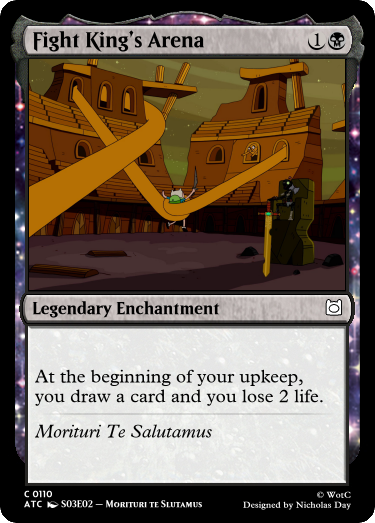 Fight King's Arena 1
Legendary Enchantment
At the beginning of your upkeep,
you draw a card and you lose 2 life.
Morituri Te Salutamus
C 0110 © WotC
ATC S03E02 — Morituri Te Slutamus Designed by Nicholas Day